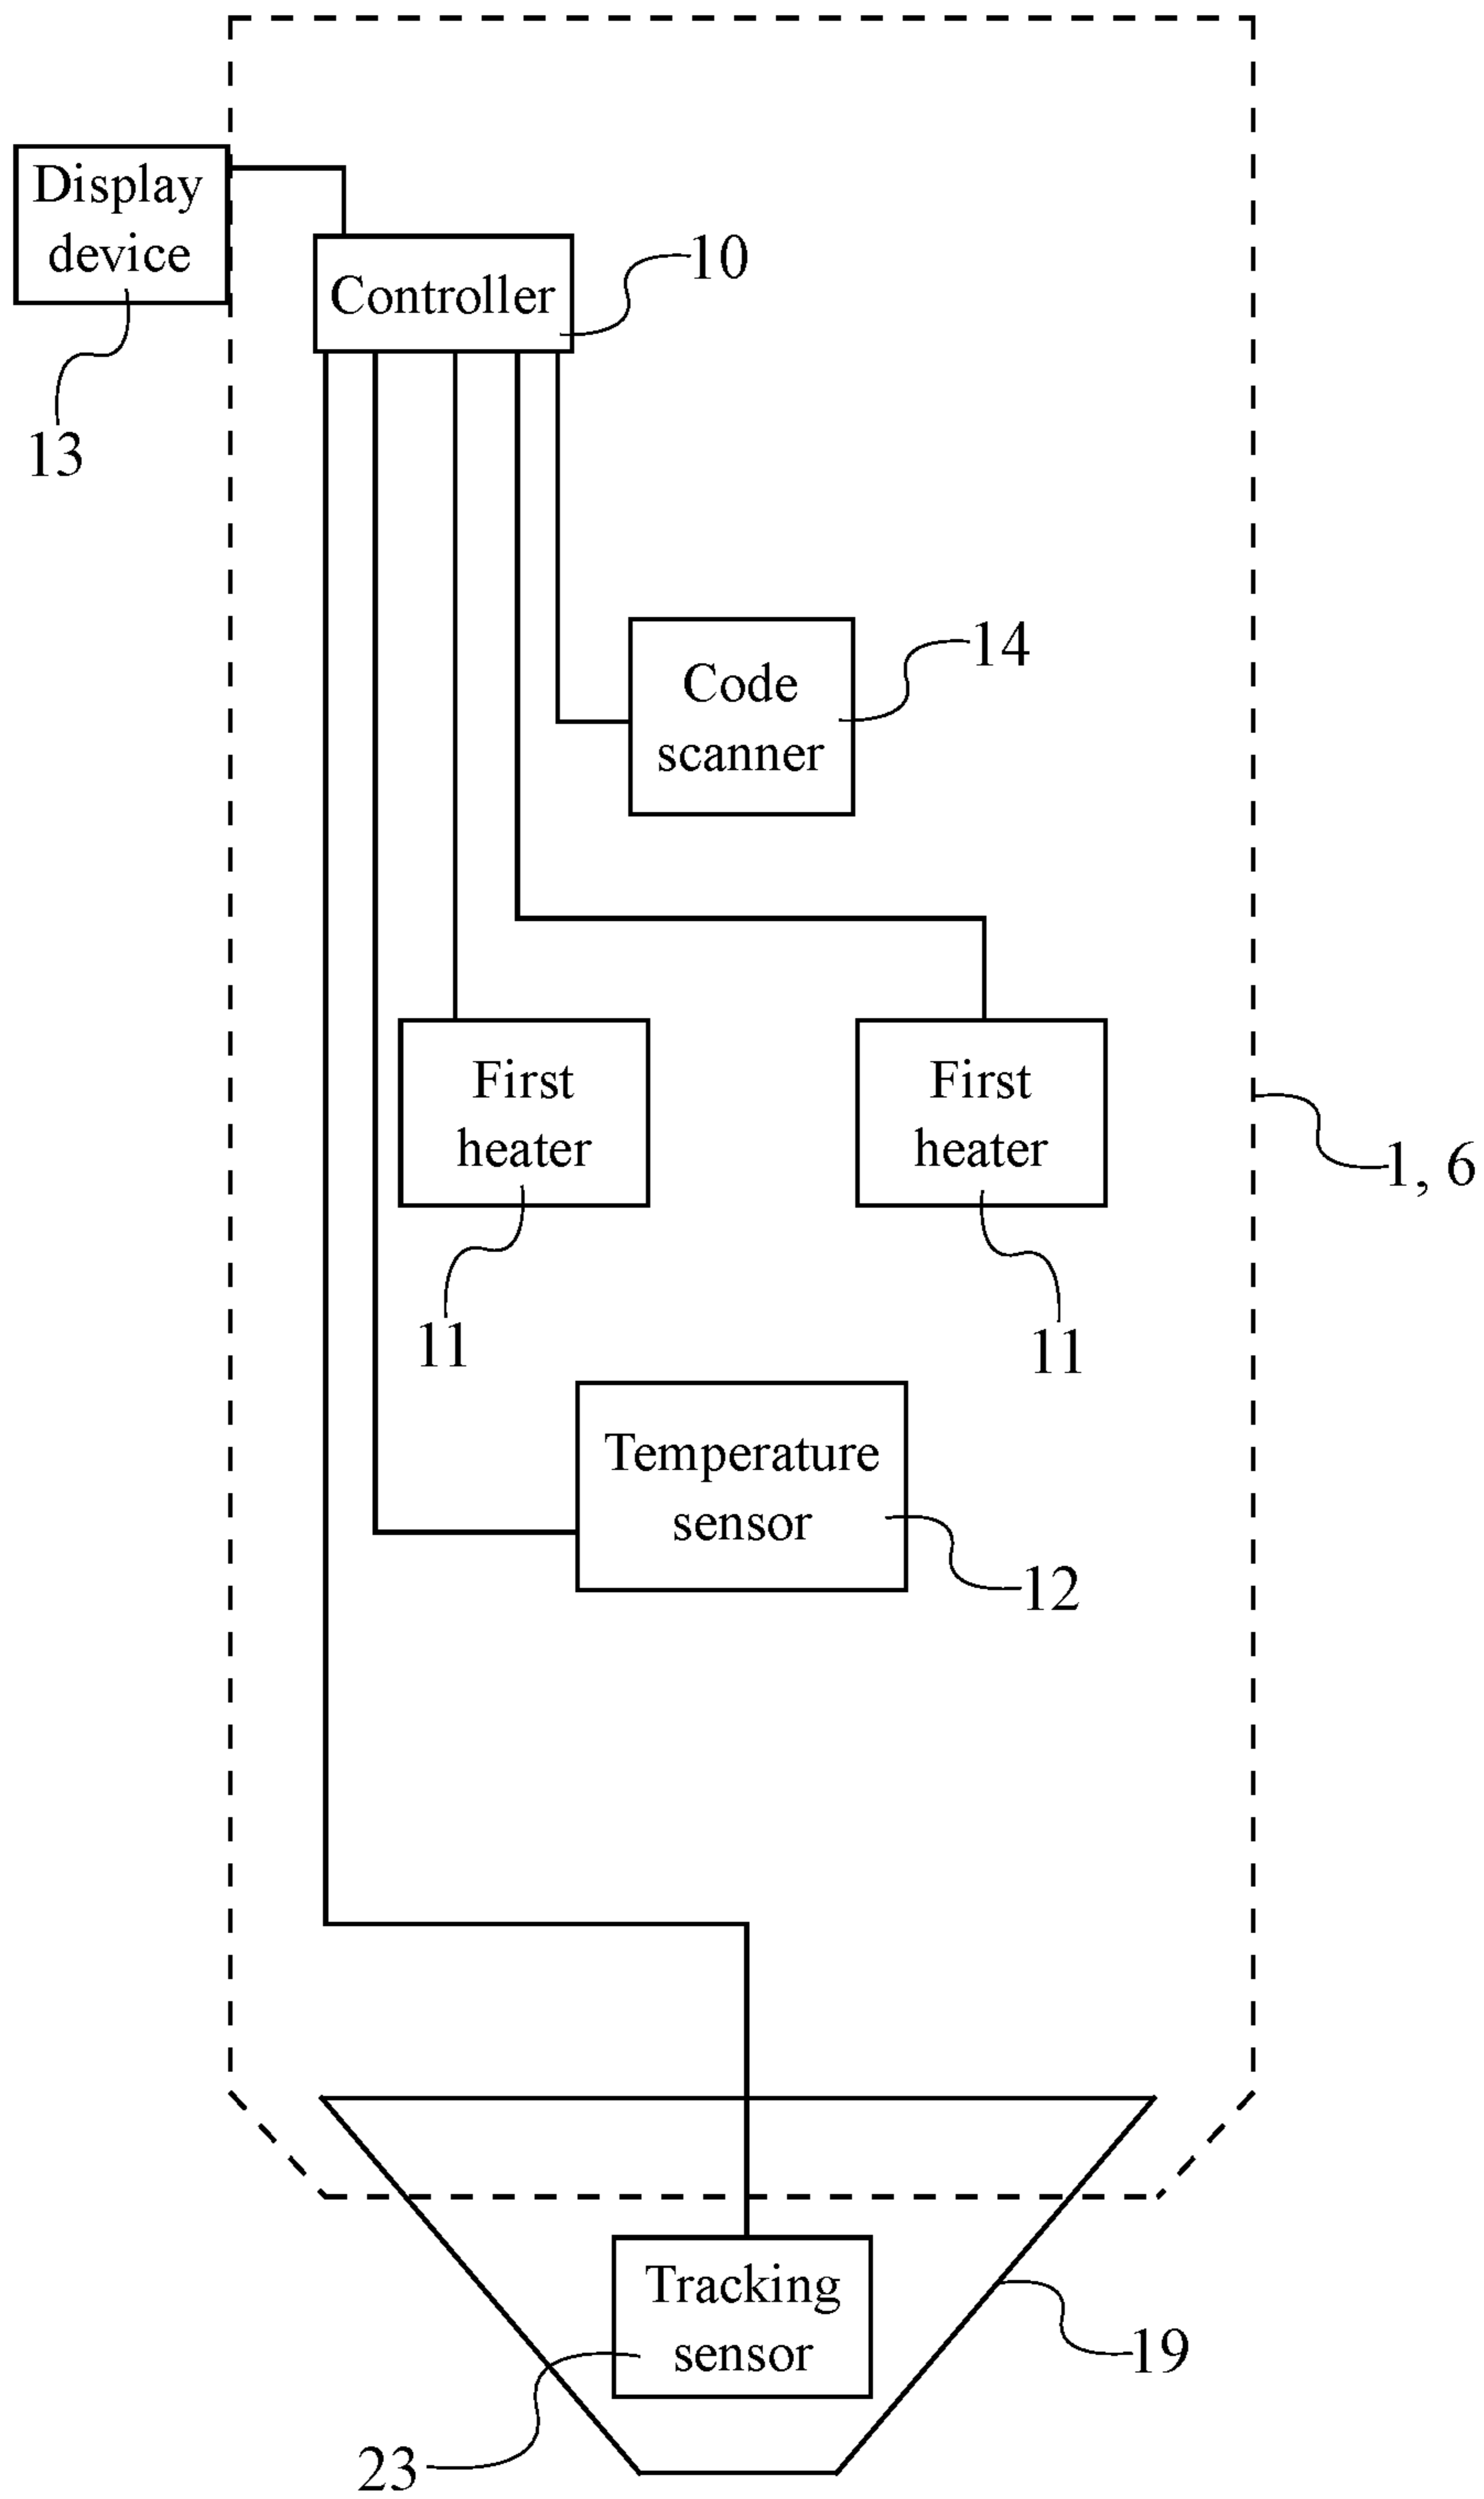 Display
device
10
Controller
13
14
Code
scanner
First
heater
First
heater
1, 6
11
11
Temperature
sensor
12
Tracking
sensor
19
23